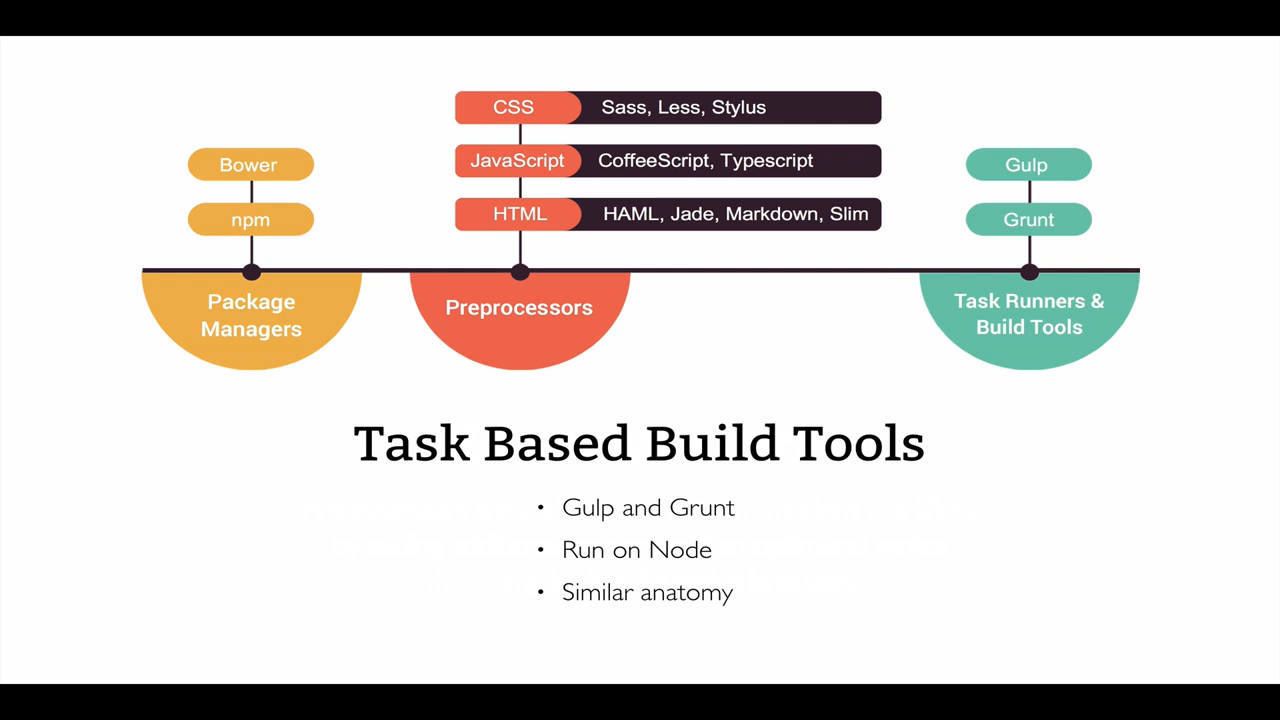 CSS Sass, Less, Stylus
JavaScript CoffeeScript, Typescript
HTML HAML, Jade, Markdown, Slim
Bower
npm
Gulp
Grunt
Package
Managers
Preprocessors
Task Runners &
Build Tools
Task Based Build Tools
• Gulp and Grunt
• Run on Node
• Similar anatomy